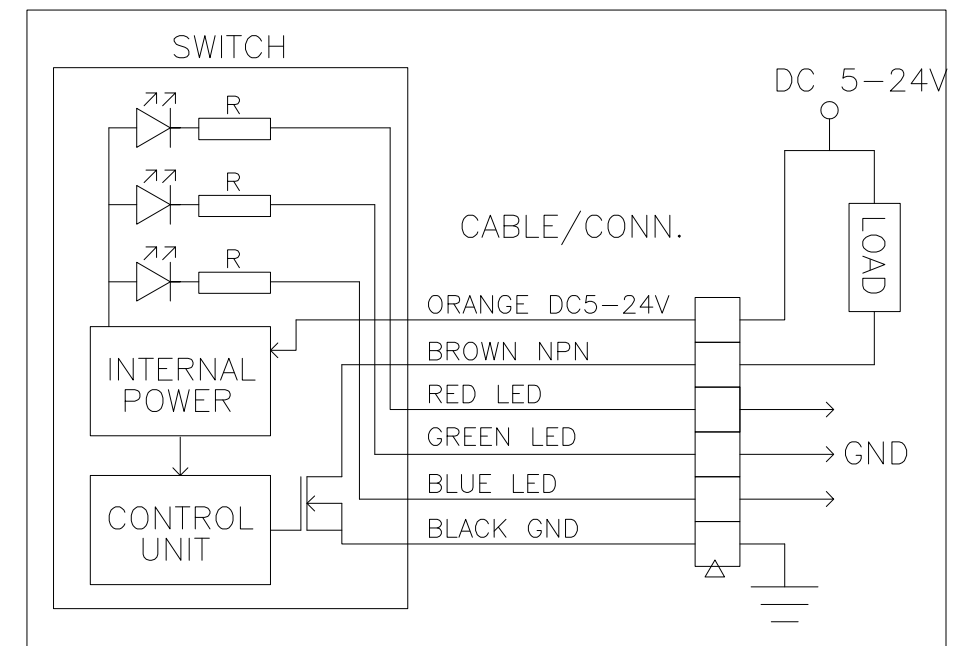 SWITCH
DC 5-24V
R
R
R
CABLE/CONN.
LOAD
ORANGE DC5-24V
BROWN NPN
RED LED
GREEN LED
GND
BLUE LED
BLACK GND
INTERNAL
POWER
CONTROL
UNIT